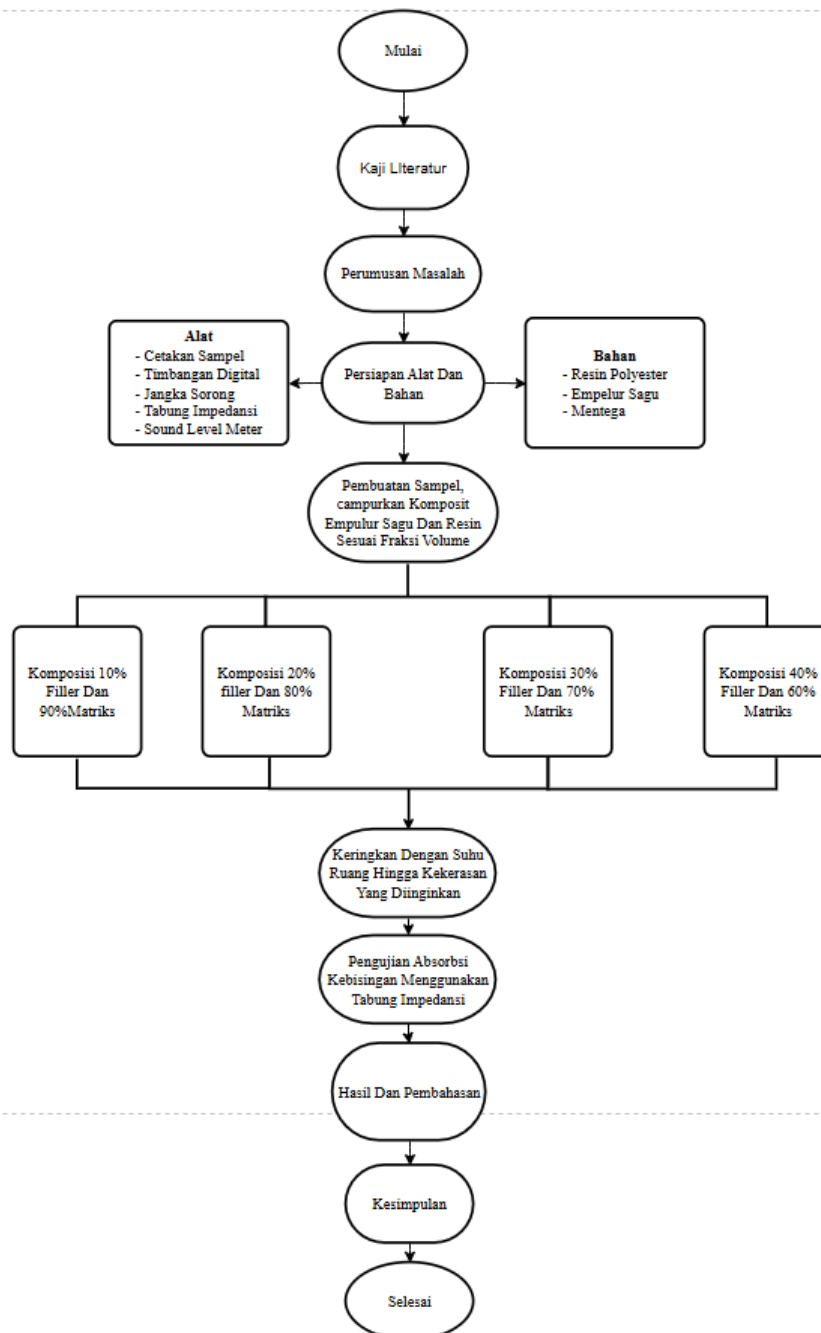 Mulai
Kaji LIteratur
Perumusan Masalah
Alat
- Cetakan Sampel
- Timbangan Digital
- Jangka Sorong
- Tabung Impedansi
- Sound Level Meter
Persiapan Alat Dan
Bahan
Bahan
- Resin Polyester
- Empelur Sagu
- Mentega
Pembuatan Sampel,
campurkan Komposit
Empulur Sagu Dan Resin
Sesuai Fraksi Volume
Komposisi 10%
Filler Dan
90%Matriks
Komposisi 20%
filler Dan 80%
Matriks
Komposisi 30%
Filler Dan 70%
Matriks
Komposisi 40%
Filler Dan 60%
Matriks
Keringkan Dengan Suhu
Ruang Hingga Kekerasan
Yang Diinginkan
Pengujian Absorbsi
Kebisingan Menggunakan
Tabung Impedansi
Hasil Dan Pembahasan
Kesimpulan
Selesai